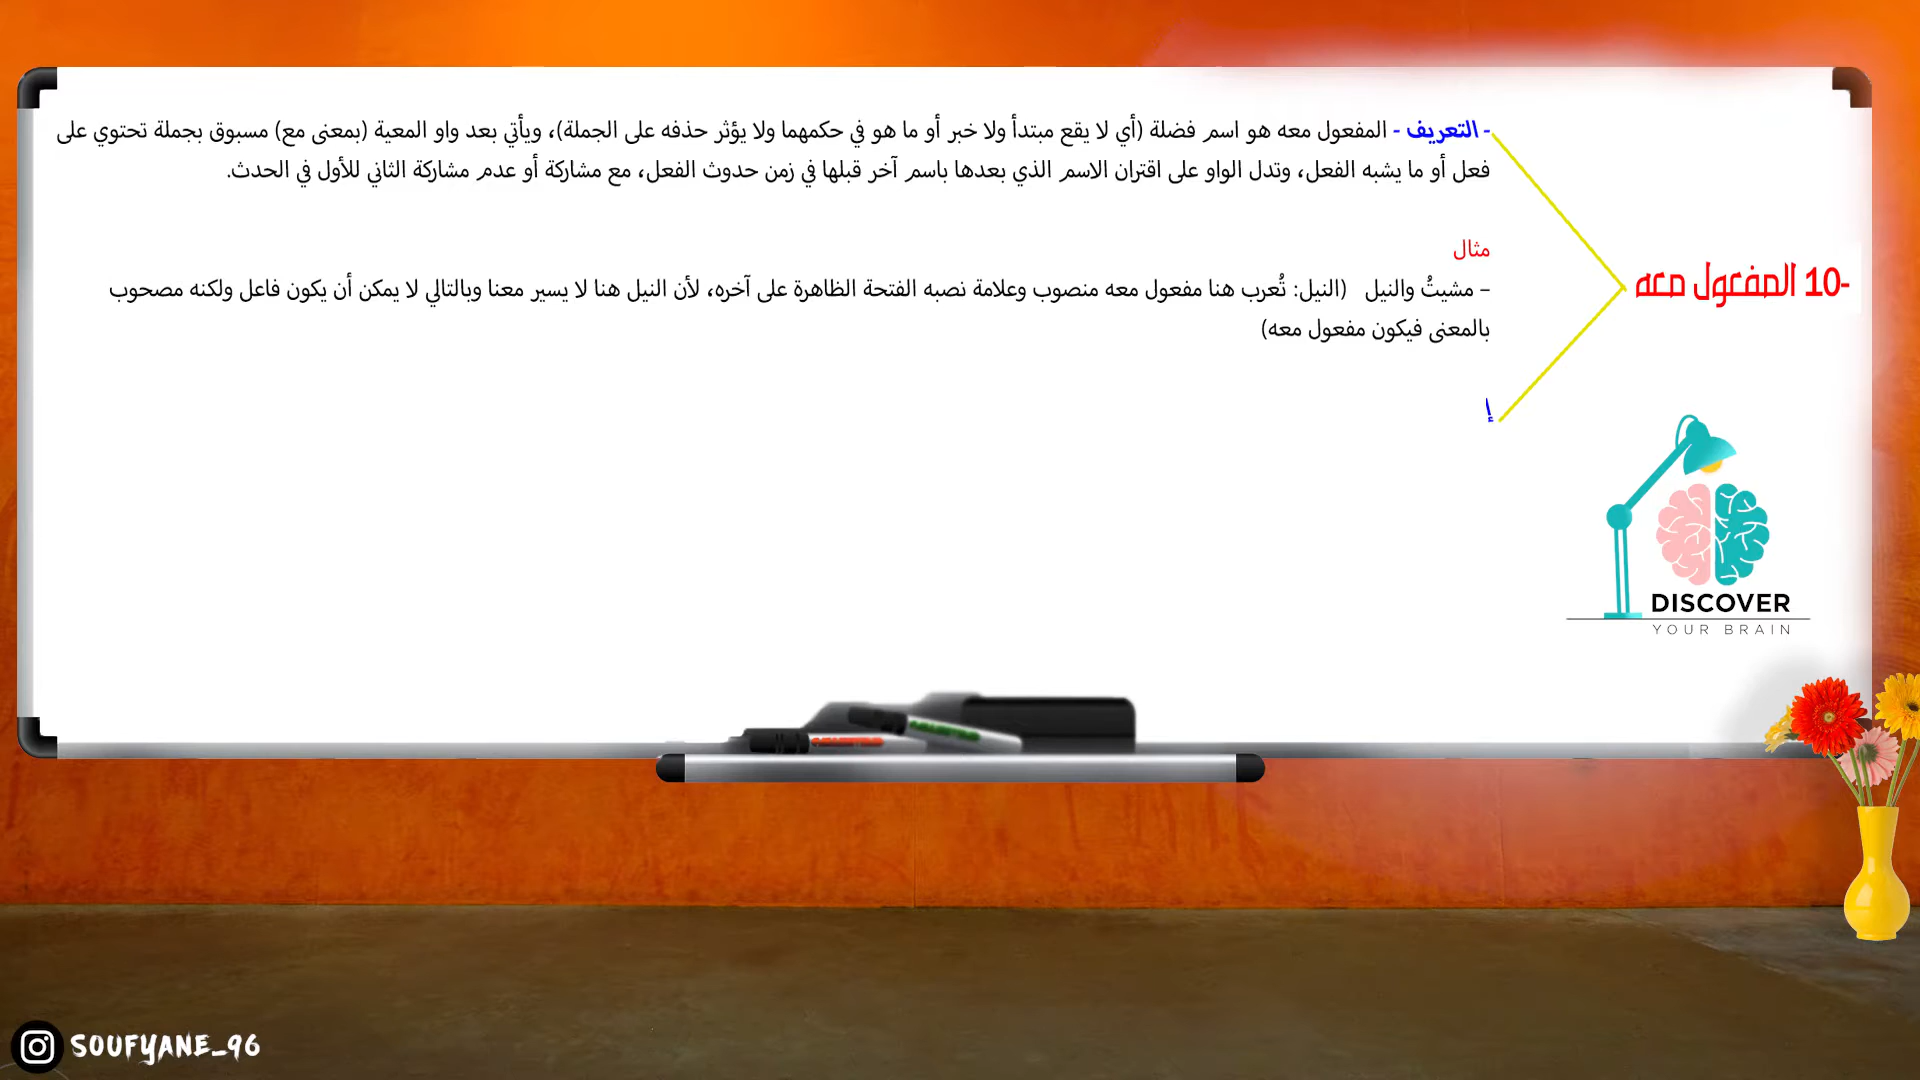 10- المفعول معه
- التعريف - المفعول معه هو اسم فضلة (أي لا يقع مبتدأ ولا خبر أو ما هو في حكمهما ولا يؤثر حذفه على الجملة)، ويأتي بعد واو المعية (بمعنى مع) مسبوق بجملة تحتوي على
فعل أو ما يشبه الفعل، وتدل الواو على اقتران الاسم الذي بعدها باسم آخر قبلها في زمن حدوث الفعل، مع مشاركة أو عدم مشاركة الثاني للأول في الحدث.
مثال
– مشيتُ والنيل (النيل: تُعرب هنا مفعول معه منصوب وعلامة نصبه الفتحة الظاهرة على آخره، لأن النيل هنا لا يسير معنا وبالتالي لا يمكن أن يكون فاعل ولكنه مصحوب
بالمعنى فيكون مفعول معه)
إ
DISCOVER
YOUR BRAIN
SOUFYANE_96